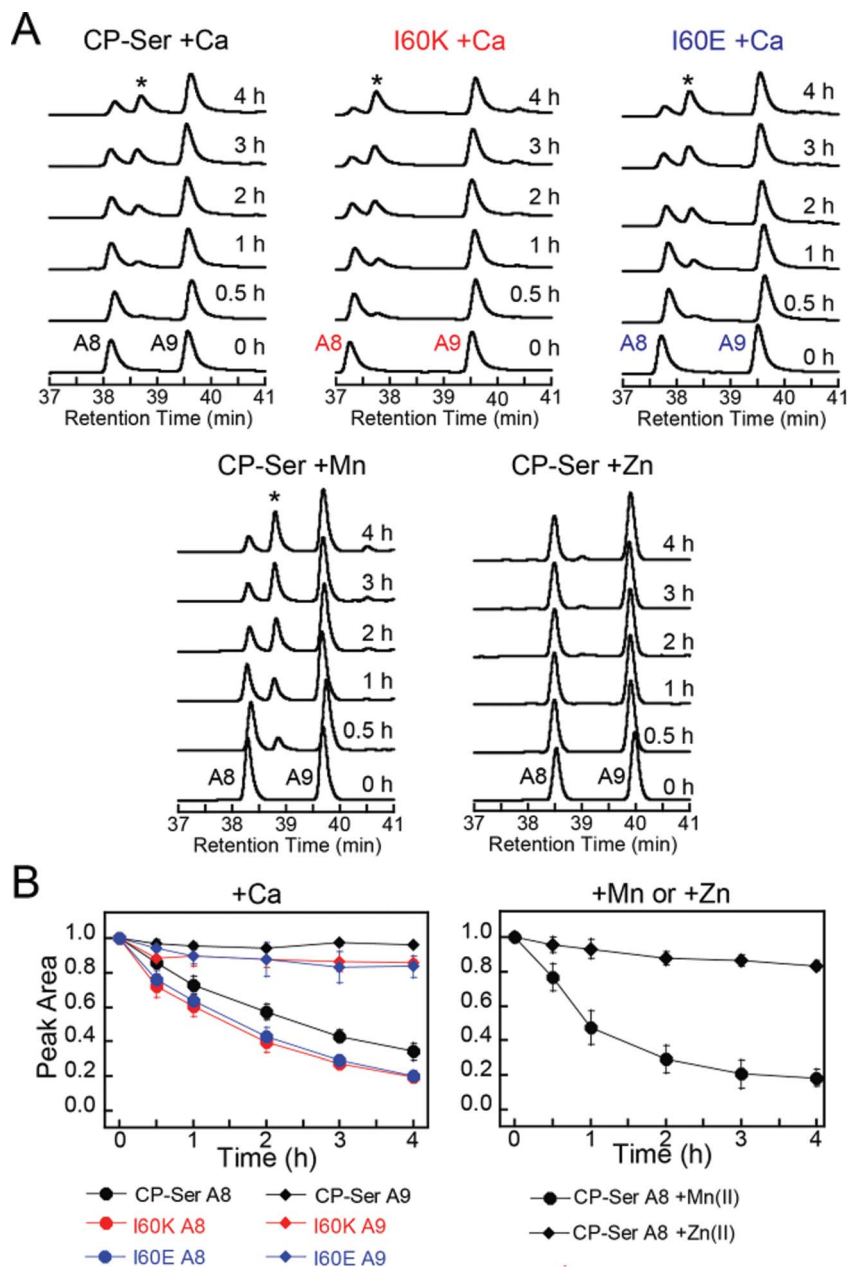 A
CP-Ser +Ca
I60K +Ca
I60E +Ca
*
*
*
4 h
4 h
4 h
3 h
3 h
3 h
2 h
2 h
2 h
1 h
1 h
1 h
0.5 h
0.5 h
0.5 h
A8 A9 0 h
A8 A9 0 h
A8 A9 0 h
37 39 40 41
37 39 40 41
37 39 40 41
Retention Time (min)
Retention Time (min)
Retention Time (min)
CP-Ser +Mn
CP-Ser +Zn
*
4 h
4 h
3 h
3 h
2 h
2 h
1 h
1 h
0.5 h
0.5 h
A8 A9 0 h
A8 A9 0 h
37 38 39 40 41
37 38 39 40 41
Retention Time (min)
Retention Time (min)
B
+Ca
+Mn or +Zn
Peak Area
1.0
0.8
0.6
0.4
0.2
0.0
0 1 2 3 4
Time (h)
1.0
0.8
0.6
0.4
0.2
0.0
0 1 2 3 4
Time (h)
CP-Ser A8
CP-Ser A9
I60K A8
I60K A9
I60E A8
I60E A9
CP-Ser A8 +Mn(II)
CP-Ser A8 +Zn(II)